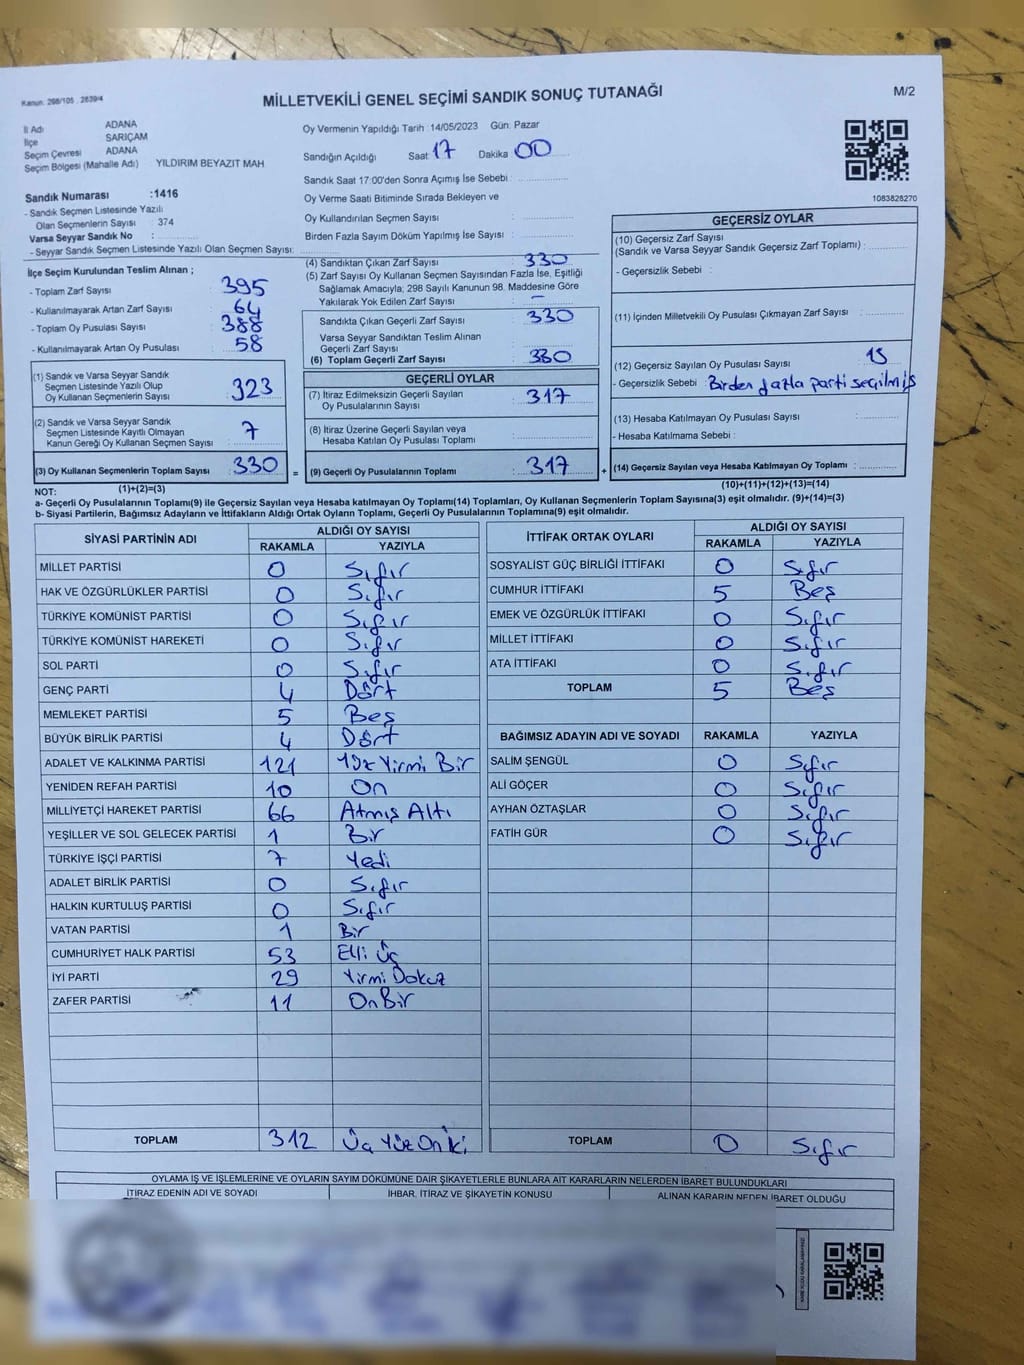 Kanun: 298/105 , 2839/4
MİLLETVEKİLİ GENEL SEÇİMİ SANDIK SONUÇ TUTANAĞI
M/2
İl Adı ADANA
İlçe SARIÇAM
Seçim Çevresi ADANA
Seçim Bölgesi (Mahalle Adı) YILDIRIM BEYAZIT MAH
Sandık Numarası :1416
- Sandık Seçmen Listesinde Yazılı
Olan Seçmenlerin Sayısı : 374
Varsa Seyyar Sandık No :
- Seyyar Sandık Seçmen Listesinde Yazılı Olan Seçmen Sayısı:
Oy Vermenin Yapıldığı Tarih :14/05/2023 Gün: Pazar
Sandığın Açıldığı Saat 17 Dakika 00
Sandık Saat 17:00'den Sonra Açımış İse Sebebi :
Oy Verme Saati Bitiminde Sırada Bekleyen ve
Oy Kullandırılan Seçmen Sayısı :
Birden Fazla Sayım Döküm Yapılmış İse Sayısı :
1083828270
İlçe Seçim Kurulundan Teslim Alınan ;
- Toplam Zarf Sayısı : 395
- Kullanılmayarak Artan Zarf Sayısı : 64
- Toplam Oy Pusulası Sayısı : 388
- Kullanılmayarak Artan Oy Pusulası : 58
(1) Sandık ve Varsa Seyyar Sandık
Seçmen Listesinde Yazılı Olup
Oy Kullanan Seçmenlerin Sayısı : 323
(2) Sandık ve Varsa Seyyar Sandık
Seçmen Listesinde Kayıtlı Olmayan
Kanun Gereği Oy Kullanan Seçmen Sayısı : 7
(3) Oy Kullanan Seçmenlerin Toplam Sayısı : 330
(1)+(2)=(3)
(4) Sandıktan Çıkan Zarf Sayısı : 330
(5) Zarf Sayısı Oy Kullanan Seçmen Sayısından Fazla İse, Eşitliği
Sağlamak Amacıyla; 298 Sayılı Kanunun 98. Maddesine Göre
Yakılarak Yok Edilen Zarf Sayısı : –
Sandıkta Çıkan Geçerli Zarf Sayısı : 330
Varsa Seyyar Sandıktan Teslim Alınan
Geçerli Zarf Sayısı :
(6) Toplam Geçerli Zarf Sayısı : 330
GEÇERLİ OYLAR
(7) İtiraz Edilmeksizin Geçerli Sayılan
Oy Pusulalarının Sayısı : 317
(8) İtiraz Üzerine Geçerli Sayılan veya
Hesaba Katılan Oy Pusulası Toplamı :
= (9) Geçerli Oy Pusulalarının Toplamı : 317 +
GEÇERSİZ OYLAR
(10) Geçersiz Zarf Sayısı
(Sandık ve Varsa Seyyar Sandık Geçersiz Zarf Toplamı) :
- Geçersizlik Sebebi :
(11) İçinden Milletvekili Oy Pusulası Çıkmayan Zarf Sayısı :
(12) Geçersiz Sayılan Oy Pusulası Sayısı : 13
- Geçersizlik Sebebi : Birden fazla parti seçilmiş
(13) Hesaba Katılmayan Oy Pusulası Sayısı :
- Hesaba Katılmama Sebebi :
(14) Geçersiz Sayılan veya Hesaba Katılmayan Oy Toplamı :
(10)+(11)+(12)+(13)=(14)
NOT:
a- Geçerli Oy Pusulalarının Toplamı(9) ile Geçersiz Sayılan veya Hesaba katılmayan Oy Toplamı(14) Toplamları, Oy Kullanan Seçmenlerin Toplam Sayısına(3) eşit olmalıdır. (9)+(14)=(3)
b- Siyasi Partilerin, Bağımsız Adayların ve İttifakların Aldığı Ortak Oyların Toplamı, Geçerli Oy Pusulalarının Toplamına(9) eşit olmalıdır.
SİYASİ PARTİNİN ADI ALDIĞI OY SAYISI
RAKAMLA YAZIYLA
MİLLET PARTİSİ 0 Sıfır
HAK VE ÖZGÜRLÜKLER PARTİSİ 0 Sıfır
TÜRKİYE KOMÜNİST PARTİSİ 0 Sıfır
TÜRKİYE KOMÜNİST HAREKETİ 0 Sıfır
SOL PARTİ 0 Sıfır
GENÇ PARTİ 4 Dört
MEMLEKET PARTİSİ 5 Beş
BÜYÜK BİRLİK PARTİSİ 4 Dört
ADALET VE KALKINMA PARTİSİ 121 Yüz Yirmi Bir
YENİDEN REFAH PARTİSİ 10 On
MİLLİYETÇİ HAREKET PARTİSİ 66 Atmış Altı
YEŞİLLER VE SOL GELECEK PARTİSİ 1 Bir
TÜRKİYE İŞÇİ PARTİSİ 7 Yedi
ADALET BİRLİK PARTİSİ 0 Sıfır
HALKIN KURTULUŞ PARTİSİ 0 Sıfır
VATAN PARTİSİ 1 Bir
CUMHURİYET HALK PARTİSİ 53 Elli Üç
İYİ PARTİ 29 Yirmi Dokuz
ZAFER PARTİSİ 11 On Bir
TOPLAM 312 Üç Yüz On İki
İTTİFAK ORTAK OYLARI ALDIĞI OY SAYISI
RAKAMLA YAZIYLA
SOSYALİST GÜÇ BİRLİĞİ İTTİFAKI 0 Sıfır
CUMHUR İTTİFAKI 5 Beş
EMEK VE ÖZGÜRLÜK İTTİFAKI 0 Sıfır
MİLLET İTTİFAKI 0 Sıfır
ATA İTTİFAKI 0 Sıfır
TOPLAM 5 Beş
BAĞIMSIZ ADAYIN ADI VE SOYADI RAKAMLA YAZIYLA
SALİM ŞENGÜL 0 Sıfır
ALİ GÖÇER 0 Sıfır
AYHAN ÖZTAŞLAR 0 Sıfır
FATİH GÜR 0 Sıfır
TOPLAM 0 Sıfır
OYLAMA İŞ VE İŞLEMLERİNE VE OYLARIN SAYIM DÖKÜMÜNE DAİR ŞİKAYETLERLE BUNLARA AİT KARARLARIN NELERDEN İBARET BULUNDUKLARI
İTİRAZ EDENİN ADI VE SOYADI İHBAR, İTİRAZ VE ŞİKAYETİN KONUSU ALINAN KARARIN NEDEN İBARET OLDUĞU